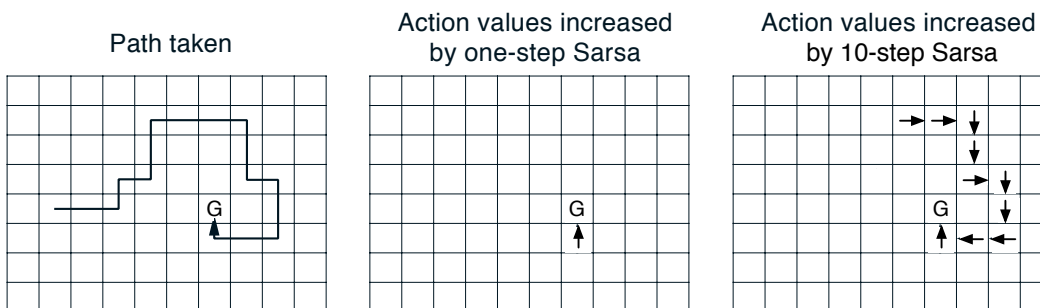 Path taken
Action values increased
by one-step Sarsa
Action values increased
by 10-step Sarsa
G
G
G